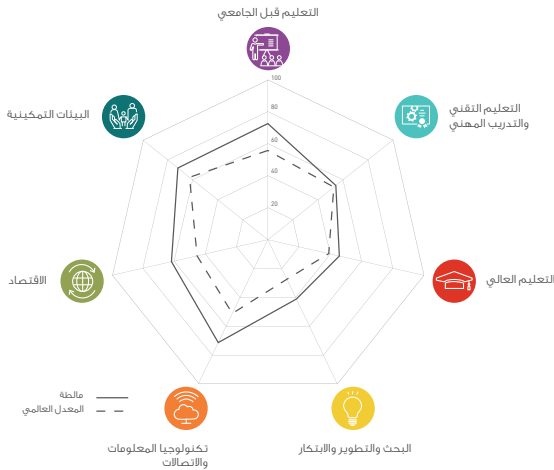 التعليم قبل الجامعي
100
80
60
40
20
التعليم التقني
والتدريب المهني
البيئات التمكينية
التعليم العالي
الاقتصاد
مالطة
المعدل العالمي
البحث والتطوير والابتكار
تكنولوجيا المعلومات
والاتصالات